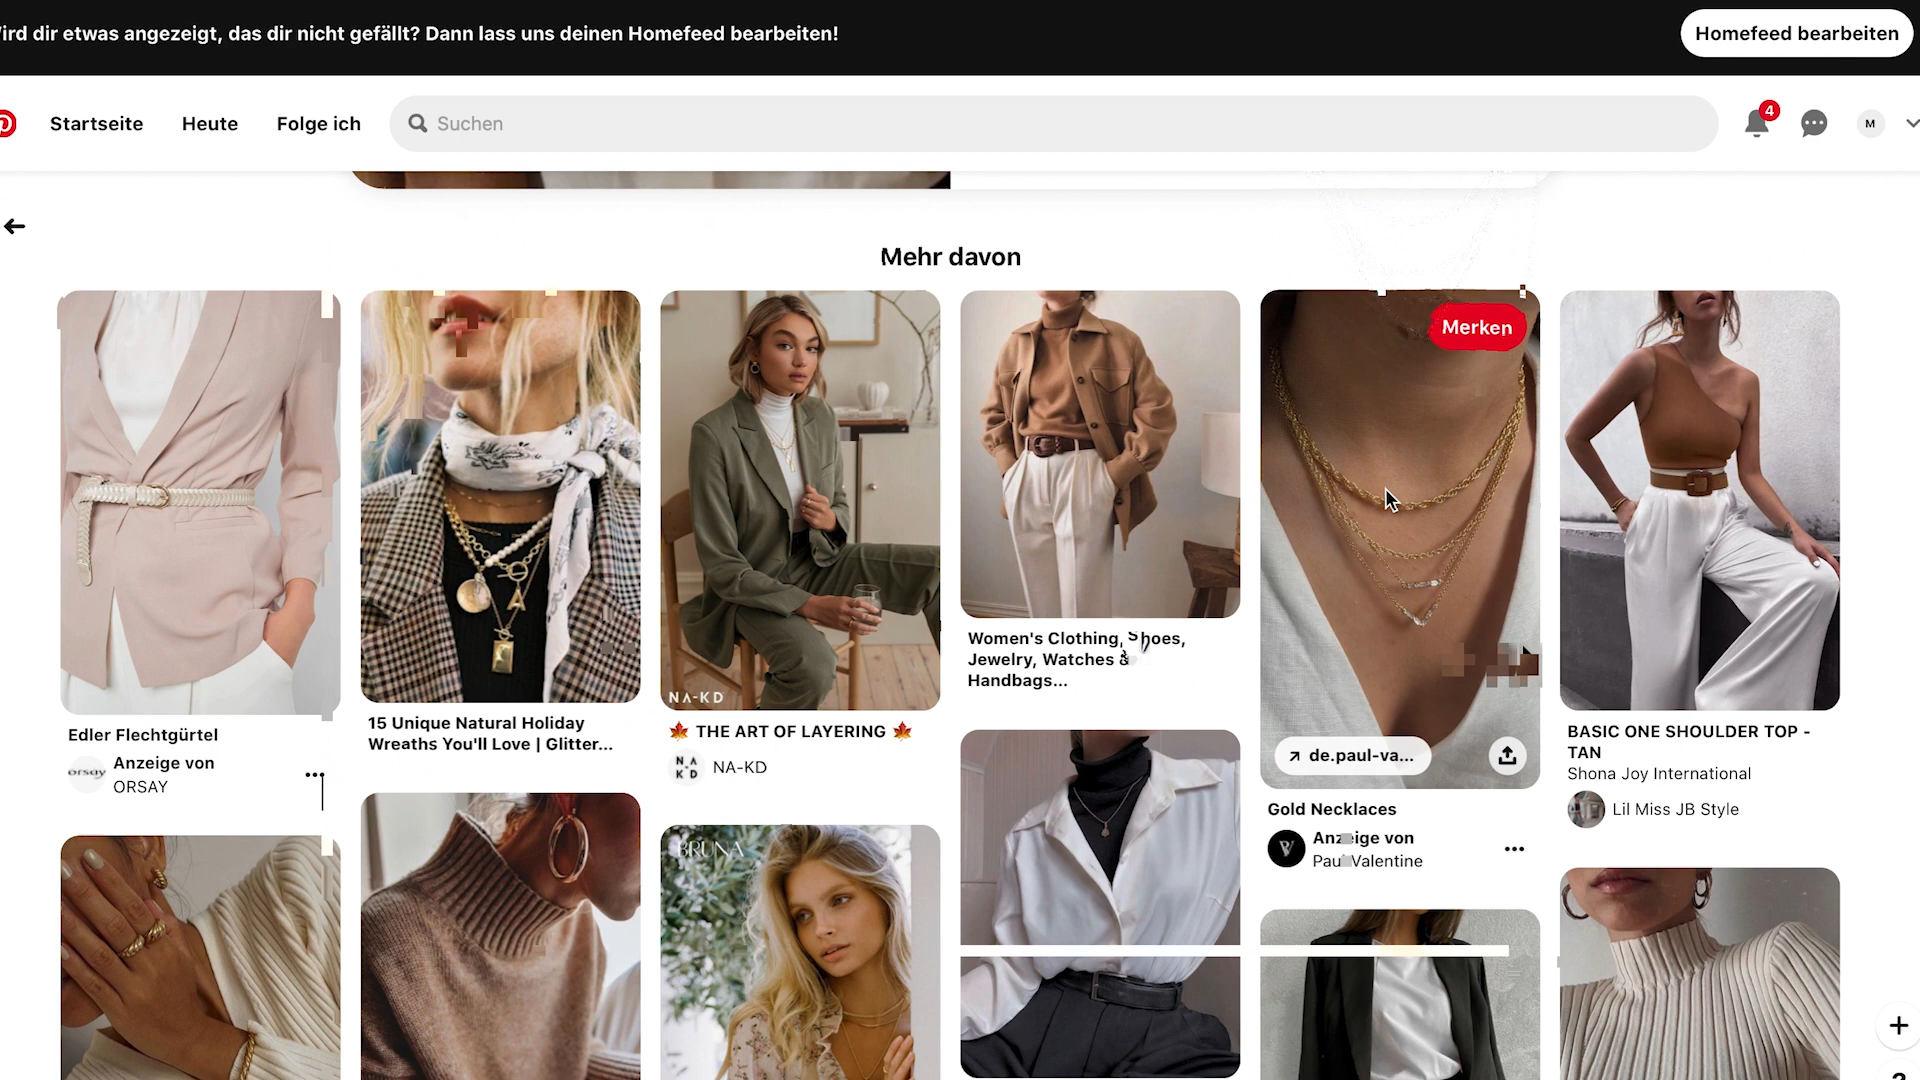 ird dir etwas angezeigt, das dir nicht gefällt? Dann lass uns deinen Homefeed bearbeiten!
Homefeed bearbeiten
Startseite
Heute
Folge ich
Suchen
4
M
Mehr davon
Merken
NA-KD
BRUNA
de.paul-va...
Edler Flechtgürtel
Anzeige von
ORSAY
orsay
15 Unique Natural Holiday
Wreaths You'll Love | Glitter...
🍁 THE ART OF LAYERING 🍁
NA-KD
NA-KD
Women's Clothing, Shoes,
Jewelry, Watches &
Handbags...
Gold Necklaces
Anzeige von
Paul Valentine
BASIC ONE SHOULDER TOP -
TAN
Shona Joy International
Lil Miss JB Style